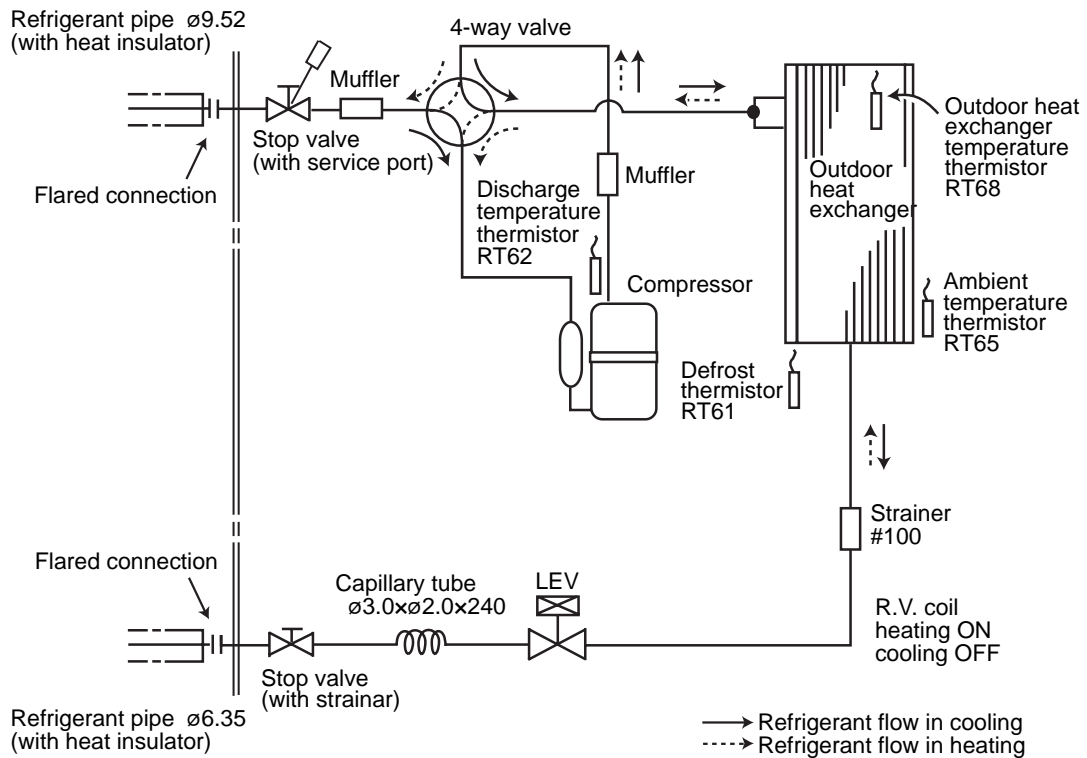 Refrigerant pipe ø9.52
(with heat insulator)
4-way valve
Muffler
Stop valve
(with service port)
Flared connection
Discharge
temperature
thermistor
RT62
Muffler
Compressor
Outdoor
heat
exchanger
Outdoor heat
exchanger
temperature
thermistor
RT68
Ambient
temperature
thermistor
RT65
Defrost
thermistor
RT61
Strainer
#100
Flared connection
Capillary tube
ø3.0×ø2.0×240
LEV
R.V. coil
heating ON
cooling OFF
Stop valve
(with strainar)
Refrigerant pipe ø6.35
(with heat insulator)
Refrigerant flow in cooling
Refrigerant flow in heating